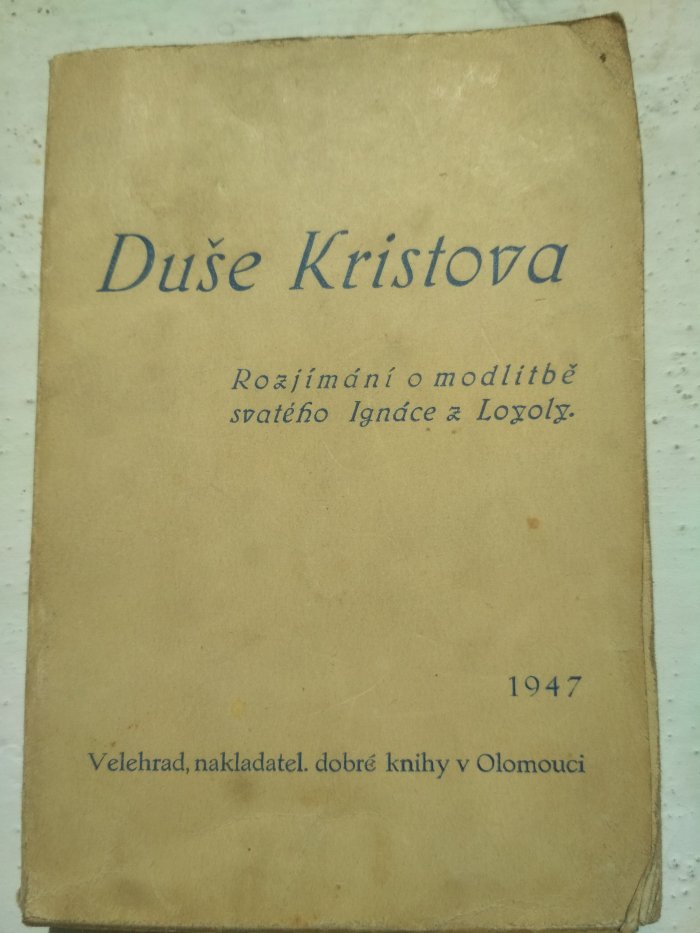 Duše Kristova
Rozjímání o modlitbě
svatého Ignáce z Loyoly.
1947
Velehrad, nakladatel. dobré knihy v Olomouci